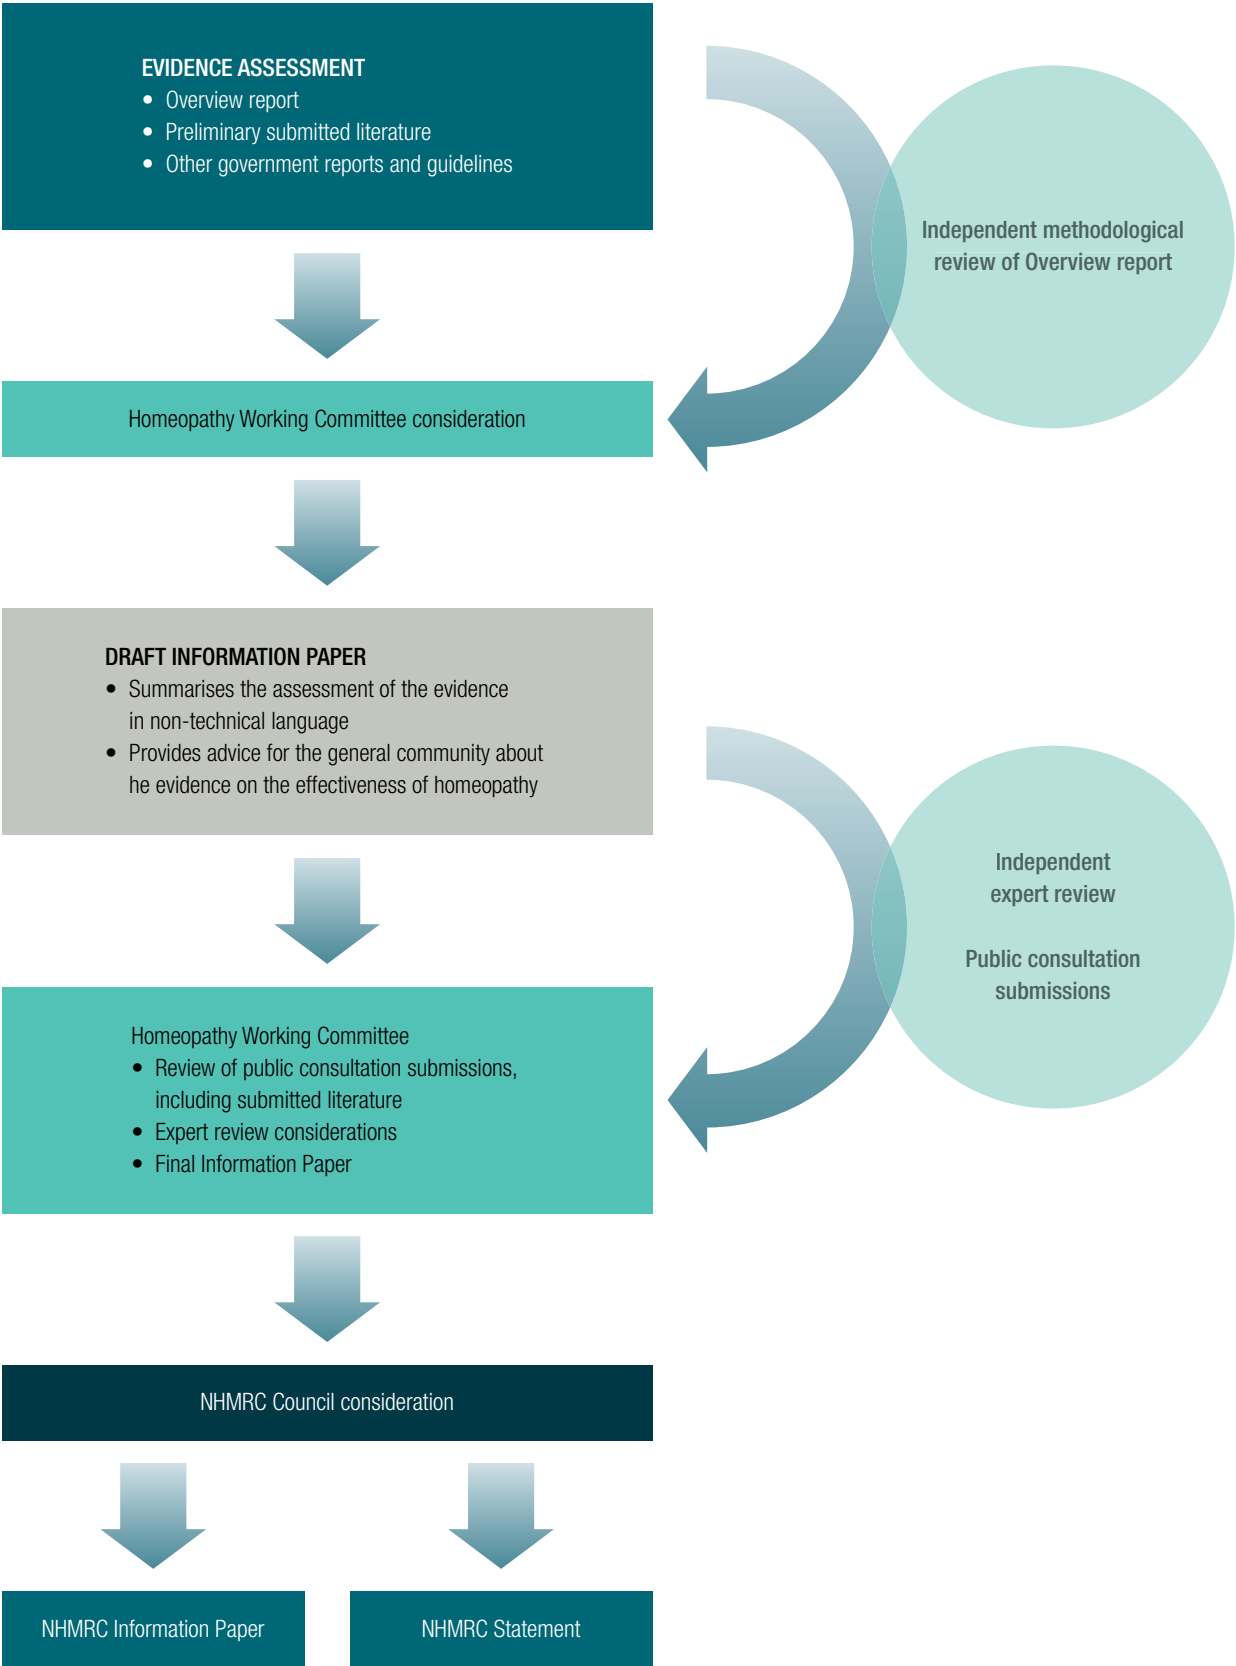 EVIDENCE ASSESSMENT
• Overview report
• Preliminary submitted literature
• Other government reports and guidelines
Independent methodological
review of Overview report
Homeopathy Working Committee consideration
DRAFT INFORMATION PAPER
• Summarises the assessment of the evidence
in non-technical language
• Provides advice for the general community about
he evidence on the effectiveness of homeopathy
Independent
expert review
Public consultation
submissions
Homeopathy Working Committee
• Review of public consultation submissions,
including submitted literature
• Expert review considerations
• Final Information Paper
NHMRC Council consideration
NHMRC Information Paper
NHMRC Statement